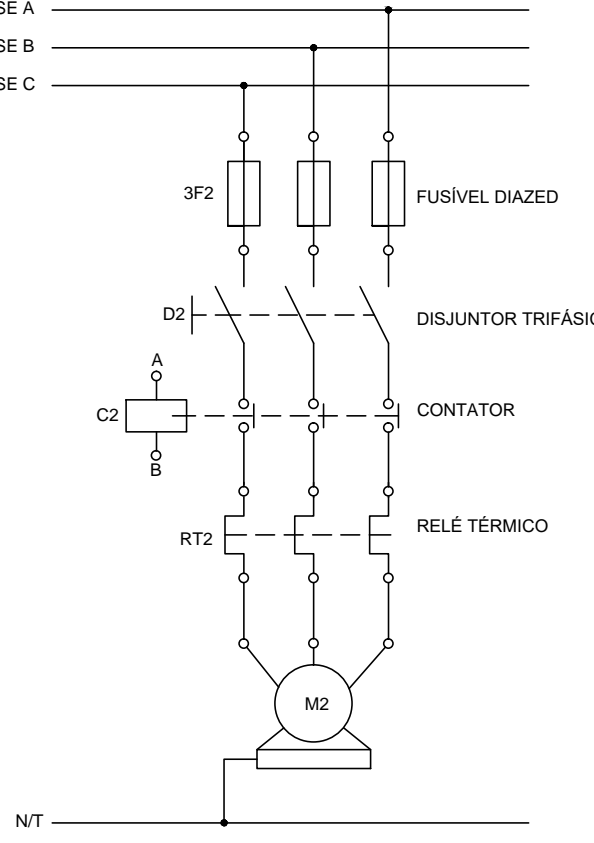 SE A
SE B
SE C
3F2
FUSÍVEL DIAZED
D2
DISJUNTOR TRIFÁSIC
A
C2
CONTATOR
B
RT2
RELÉ TÉRMICO
M2
N/T